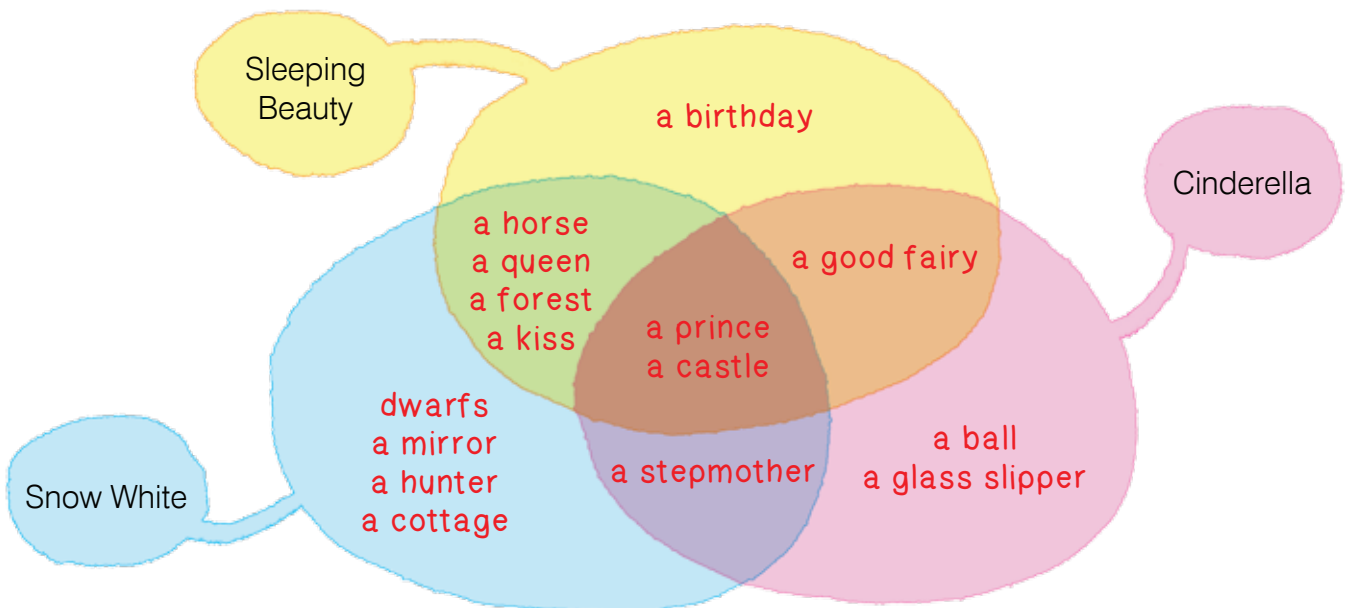 Sleeping
Beauty
a birthday
Cinderella
a horse
a queen
a forest
a kiss
a good fairy
a prince
a castle
dwarfs
a mirror
a hunter
a cottage
a stepmother
a ball
a glass slipper
Snow White